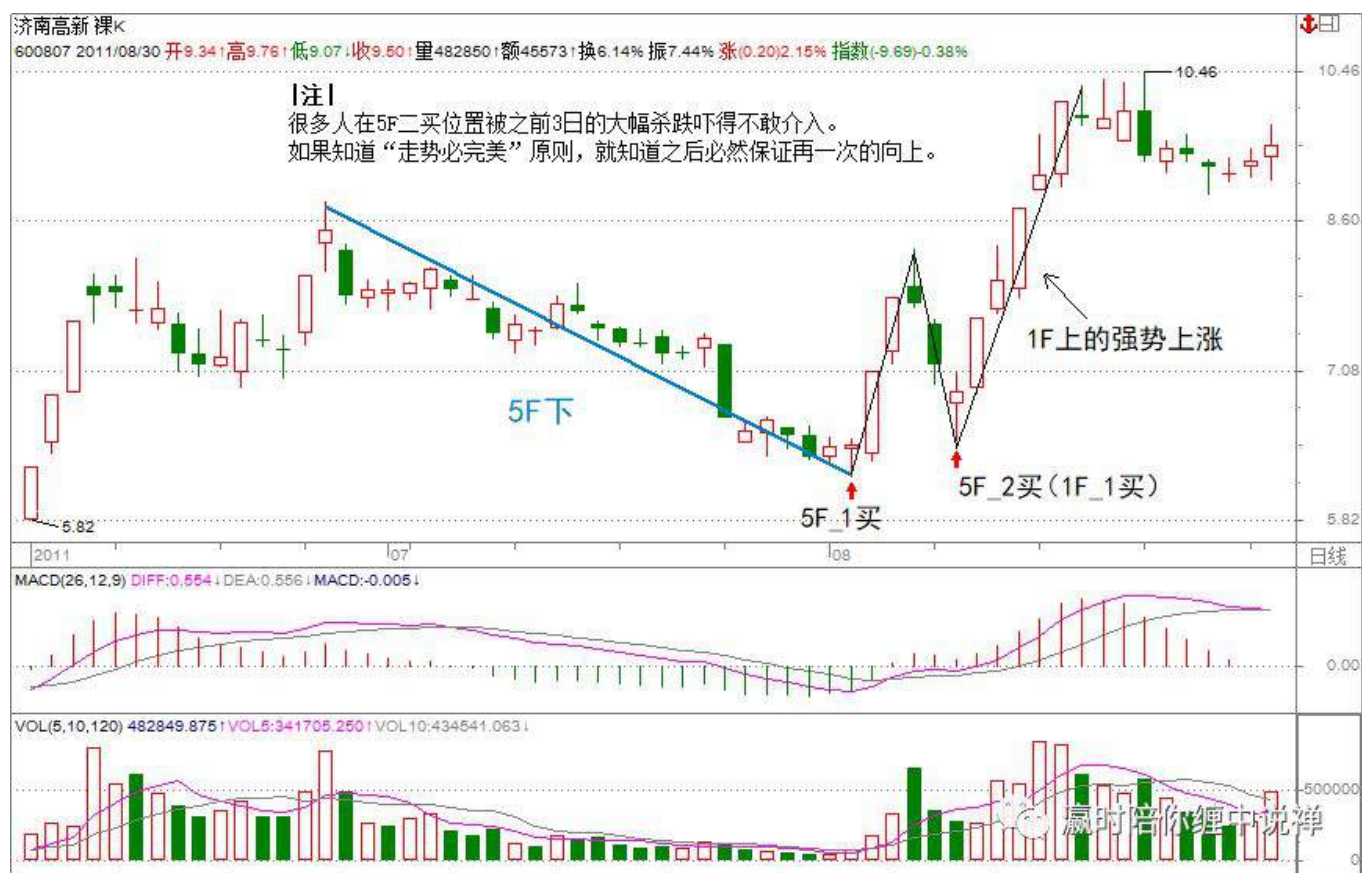 济南高新 裸K
600807 2011/08/30 开9.34↑高9.76↑低9.07↓收9.50↑量482850↑额45573↑换6.14% 振7.44% 涨(0.20)2.15% 指数(-9.69)-0.38%
10.46
10.46
|注|
很多人在5F二买位置被之前3日的大幅杀跌吓得不敢介入。
如果知道“走势必完美”原则，就知道之后必然保证再一次的向上。
8.60
1F上的强势上涨
7.08
5F下
5F_2买(1F_1买)
5F_1买
5.82
5.82
2011
07
08
日线
MACD(26,12,9) DIFF:0.554↓DEA:0.556↓MACD:-0.005↓
0.00
VOL(5,10,120) 482849.875↑VOL5:341705.250↑VOL10:434541.063↓
500000
赢时陪你缠中说禅
0